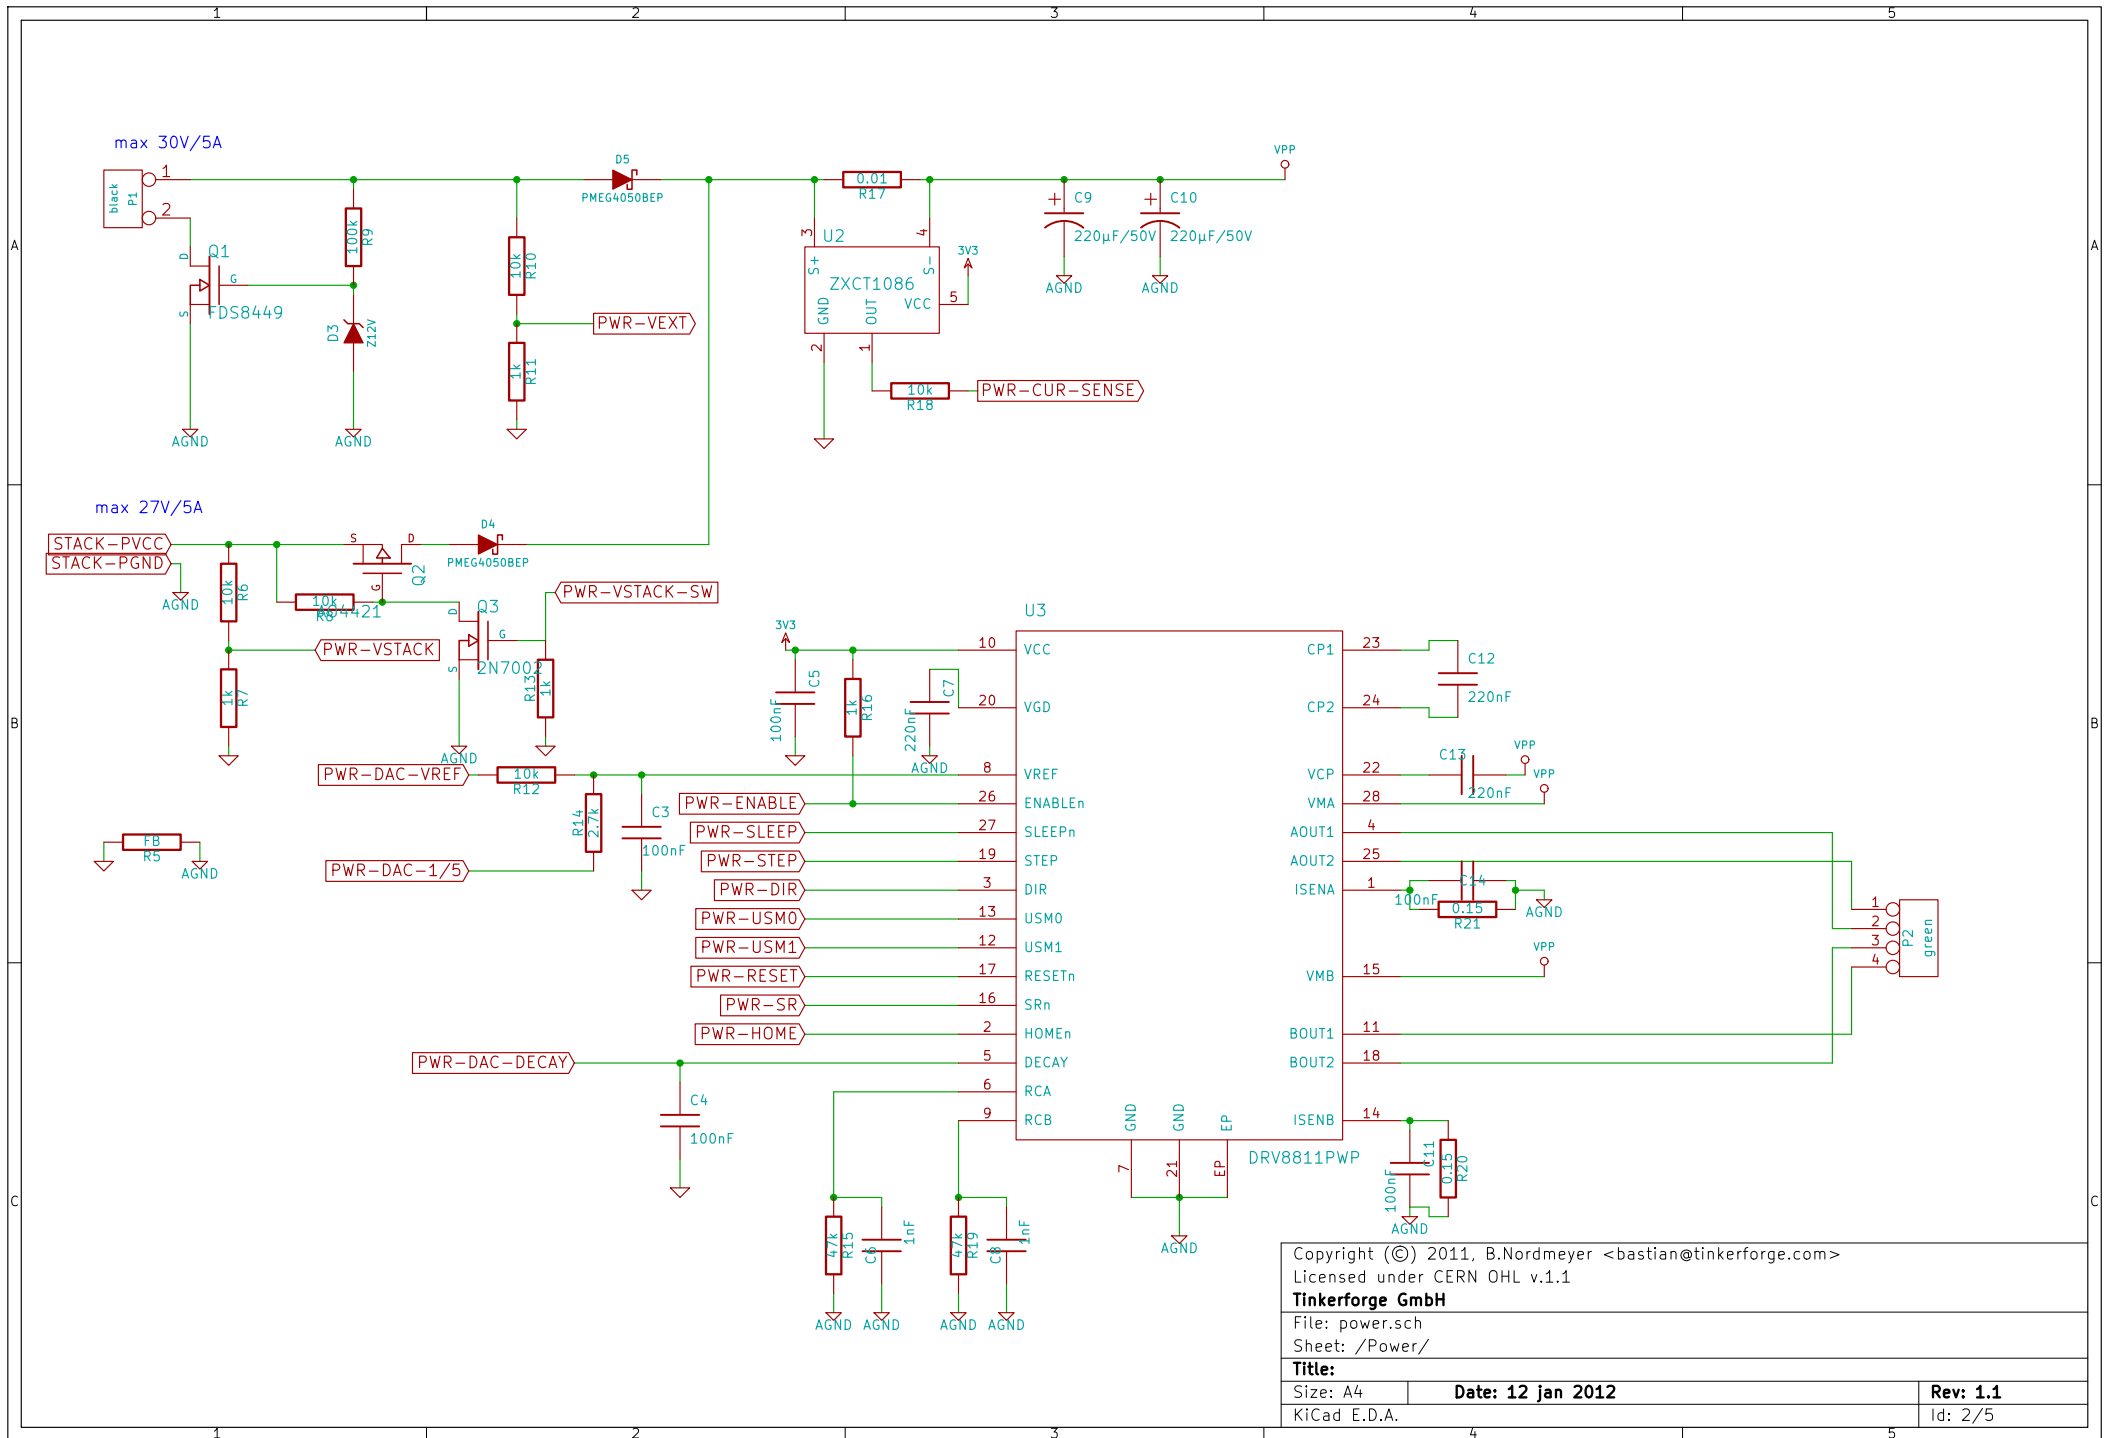 1 2 3 4 5
A
B
C
A
B
C
1 2 3 4 5
max 30V/5A
black
P1
1
2
Q1
D
G
S
FDS8449
AGND
100k
R9
D3
Z12V
AGND
10k
R10
1k
R11
PWR-VEXT
D5
PMEG4050BEP
0.01
R17
U2
3
4
S+
S-
ZXCT1086
GND
OUT
VCC
5
2
1
3V3
10k
R18
PWR-CUR-SENSE
C9
220µF/50V
AGND
C10
220µF/50V
AGND
VPP
max 27V/5A
STACK-PVCC
STACK-PGND
AGND
10k
R6
1k
R7
PWR-VSTACK
10k
R8
AO4421
S
D
G
Q2
D4
PMEG4050BEP
Q3
D
G
S
2N7002
AGND
PWR-VSTACK-SW
R13
1k
PWR-DAC-VREF
10k
R12
R14
2.7k
C3
100nF
PWR-DAC-1/5
FB
R5
AGND
3V3
C5
100nF
1k
R16
C7
220nF
AGND
PWR-ENABLE
PWR-SLEEP
PWR-STEP
PWR-DIR
PWR-USM0
PWR-USM1
PWR-RESET
PWR-SR
PWR-HOME
PWR-DAC-DECAY
C4
100nF
47k
R15
C6
1nF
AGND
AGND
47k
R19
C8
1nF
AGND
AGND
U3
10 VCC
20 VGD
8 VREF
26 ENABLEn
27 SLEEPn
19 STEP
3 DIR
13 USM0
12 USM1
17 RESETn
16 SRn
2 HOMEn
5 DECAY
6 RCA
9 RCB
GND
7
GND
21
EP
EP
AGND
CP1 23
CP2 24
VCP 22
VMA 28
AOUT1 4
AOUT2 25
ISENA 1
VMB 15
BOUT1 11
BOUT2 18
ISENB 14
DRV8811PWP
C12
220nF
C13
220nF
VPP
VPP
C14
100nF
0.15
R21
AGND
VPP
1
2
3
4
P2
green
C11
100nF
0.15
R20
AGND
Copyright (©) 2011, B.Nordmeyer <bastian@tinkerforge.com>
Licensed under CERN OHL v.1.1
Tinkerforge GmbH
File: power.sch
Sheet: /Power/
Title:
Size: A4 Date: 12 jan 2012 Rev: 1.1
KiCad E.D.A. Id: 2/5